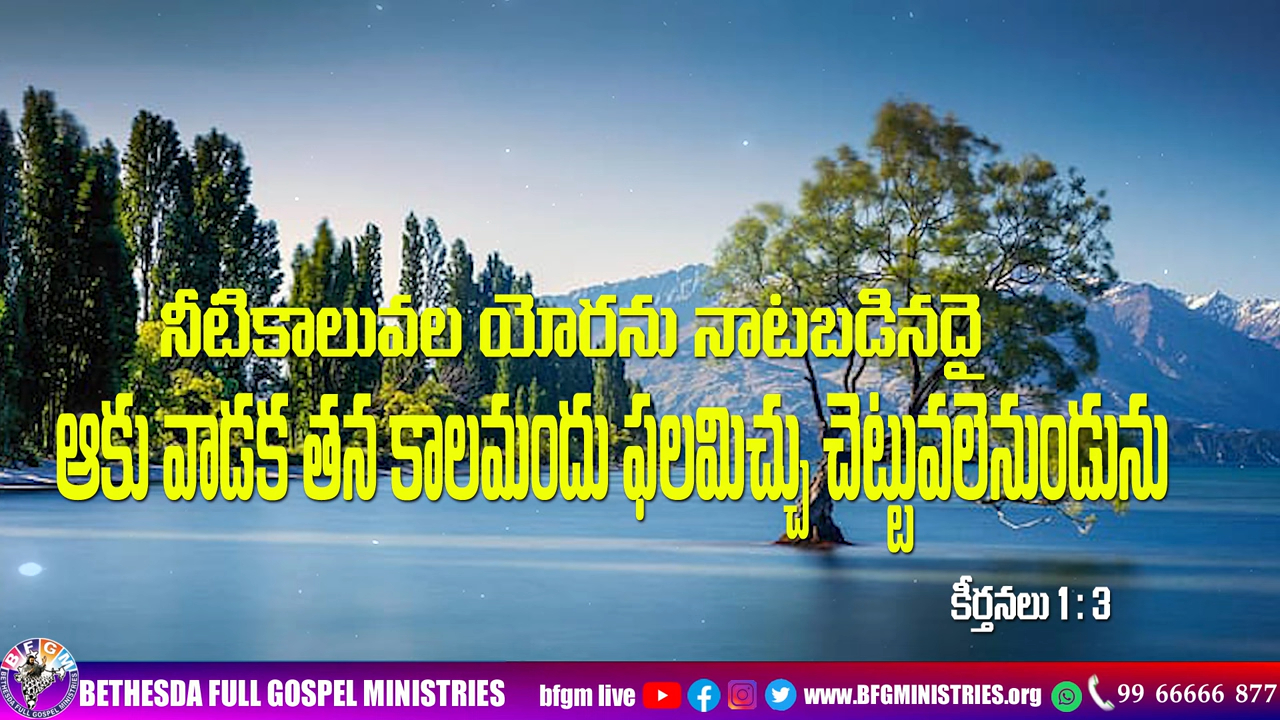 నీటికాలువల యోరను నాటబడినదై
ఆకు వాడక తన కాలమందు ఫలమిచ్చు చెట్టువలెనుండును
కీర్తనలు 1 : 3
BFGM
BETHESDA FULL GOSPEL MINISTRIES bfgm live www.BFGMINISTRIES.org 99 66666 877